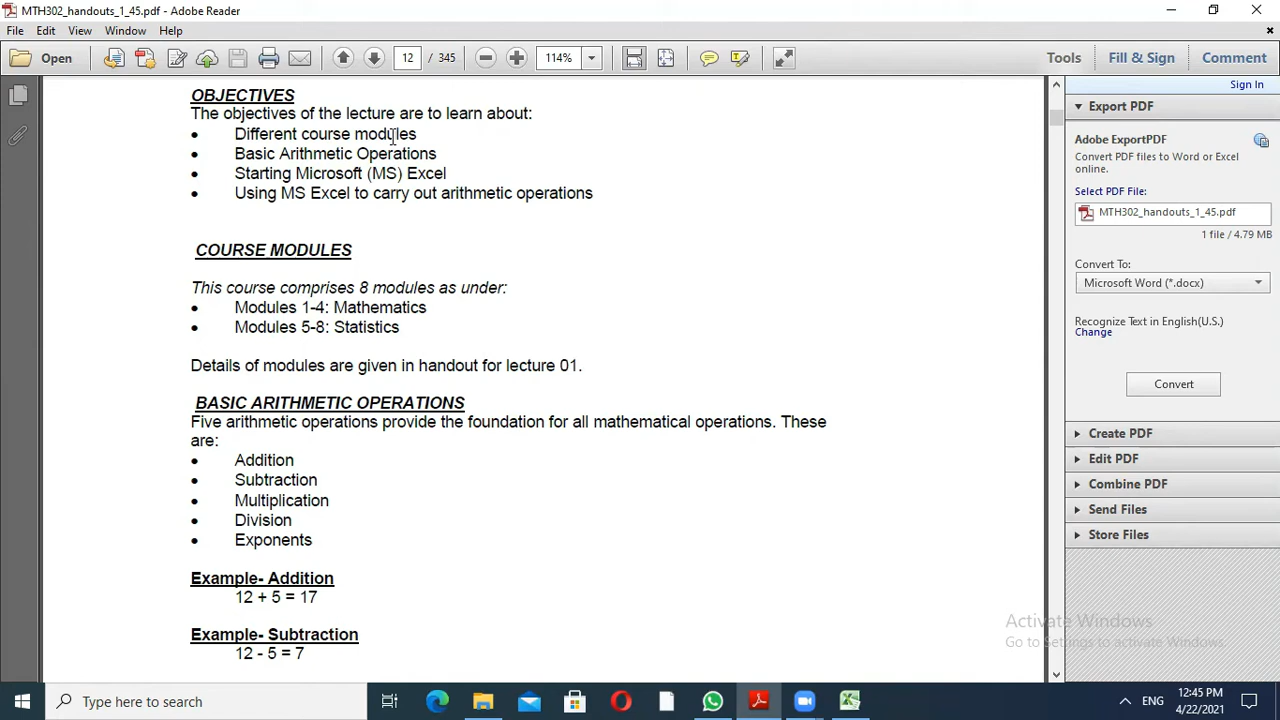 MTH302_handouts_1_45.pdf - Adobe Reader
File Edit View Window Help
Open 12 / 345 114% Tools Fill & Sign Comment
Sign In
OBJECTIVES
The objectives of the lecture are to learn about:
• Different course modules
• Basic Arithmetic Operations
• Starting Microsoft (MS) Excel
• Using MS Excel to carry out arithmetic operations
COURSE MODULES
This course comprises 8 modules as under:
• Modules 1-4: Mathematics
• Modules 5-8: Statistics
Details of modules are given in handout for lecture 01.
BASIC ARITHMETIC OPERATIONS
Five arithmetic operations provide the foundation for all mathematical operations. These
are:
• Addition
• Subtraction
• Multiplication
• Division
• Exponents
Example- Addition
12 + 5 = 17
Example- Subtraction
12 - 5 = 7
Export PDF
Adobe ExportPDF
Convert PDF files to Word or Excel
online.
Select PDF File:
MTH302_handouts_1_45.pdf
1 file / 4.79 MB
Convert To:
Microsoft Word (*.docx)
Recognize Text in English(U.S.)
Change
Convert
Create PDF
Edit PDF
Combine PDF
Send Files
Store Files
Activate Windows
Go to Settings to activate Windows.
Type here to search
ENG
12:45 PM
4/22/2021